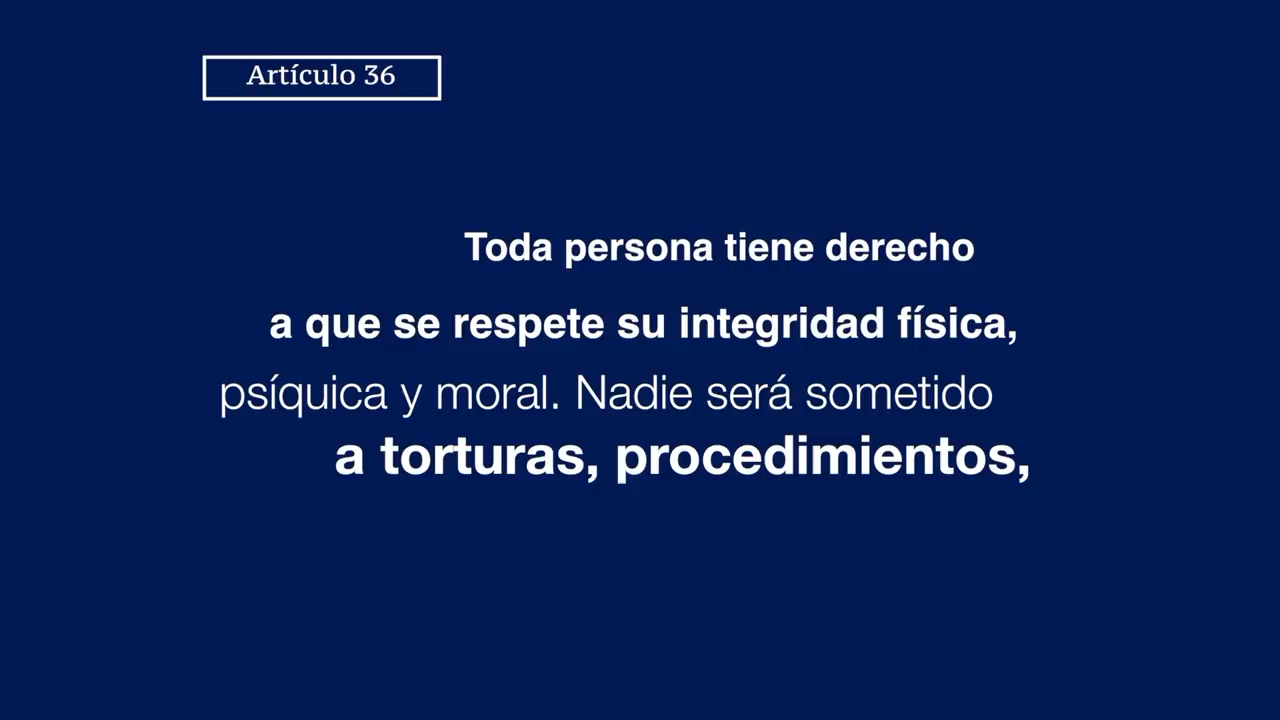 Artículo 36
Toda persona tiene derecho
a que se respete su integridad física,
psíquica y moral. Nadie será sometido
a torturas, procedimientos,